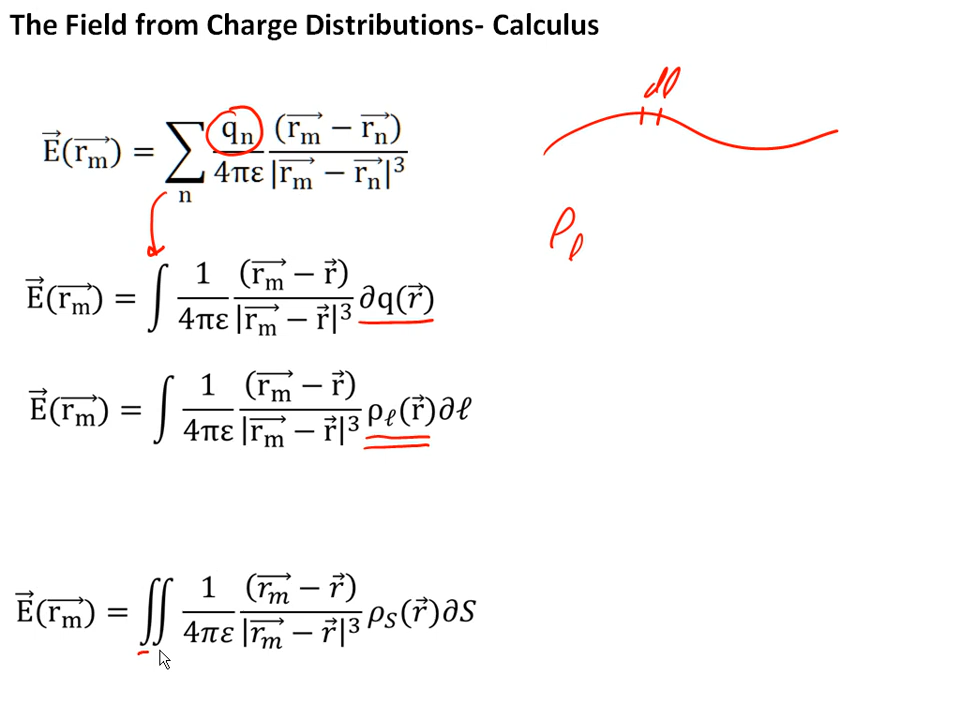 The Field from Charge Distributions- Calculus
dℓ
E⃗(r⃗m) = ∑n qn/4πε (r⃗m − r⃗n)/|r⃗m − r⃗n|³
ρℓ
E⃗(r⃗m) = ∫ 1/4πε (r⃗m − r⃗)/|r⃗m − r⃗|³ ∂q(r⃗)
E⃗(r⃗m) = ∫ 1/4πε (r⃗m − r⃗)/|r⃗m − r⃗|³ ρℓ(r⃗)∂ℓ
E⃗(r⃗m) = ∬ 1/4πε (r⃗m − r⃗)/|r⃗m − r⃗|³ ρS(r⃗)∂S